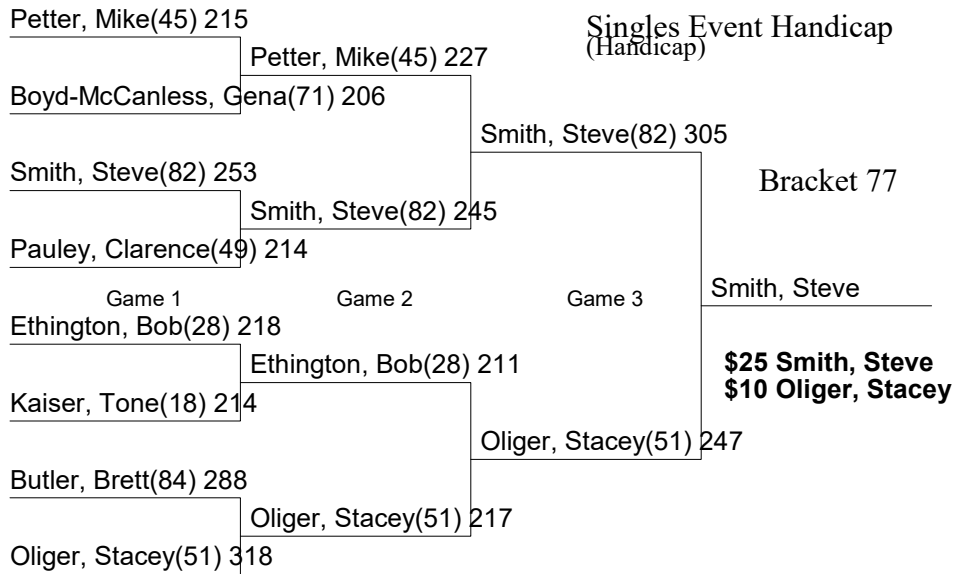 Petter, Mike(45) 215
Singles Event Handicap
(Handicap)
Petter, Mike(45) 227
Boyd-McCanless, Gena(71) 206
Smith, Steve(82) 305
Smith, Steve(82) 253
Bracket 77
Smith, Steve(82) 245
Pauley, Clarence(49) 214
Game 1
Game 2
Game 3
Smith, Steve
Ethington, Bob(28) 218
Ethington, Bob(28) 211
$25 Smith, Steve
$10 Oliger, Stacey
Kaiser, Tone(18) 214
Oliger, Stacey(51) 247
Butler, Brett(84) 288
Oliger, Stacey(51) 217
Oliger, Stacey(51) 318